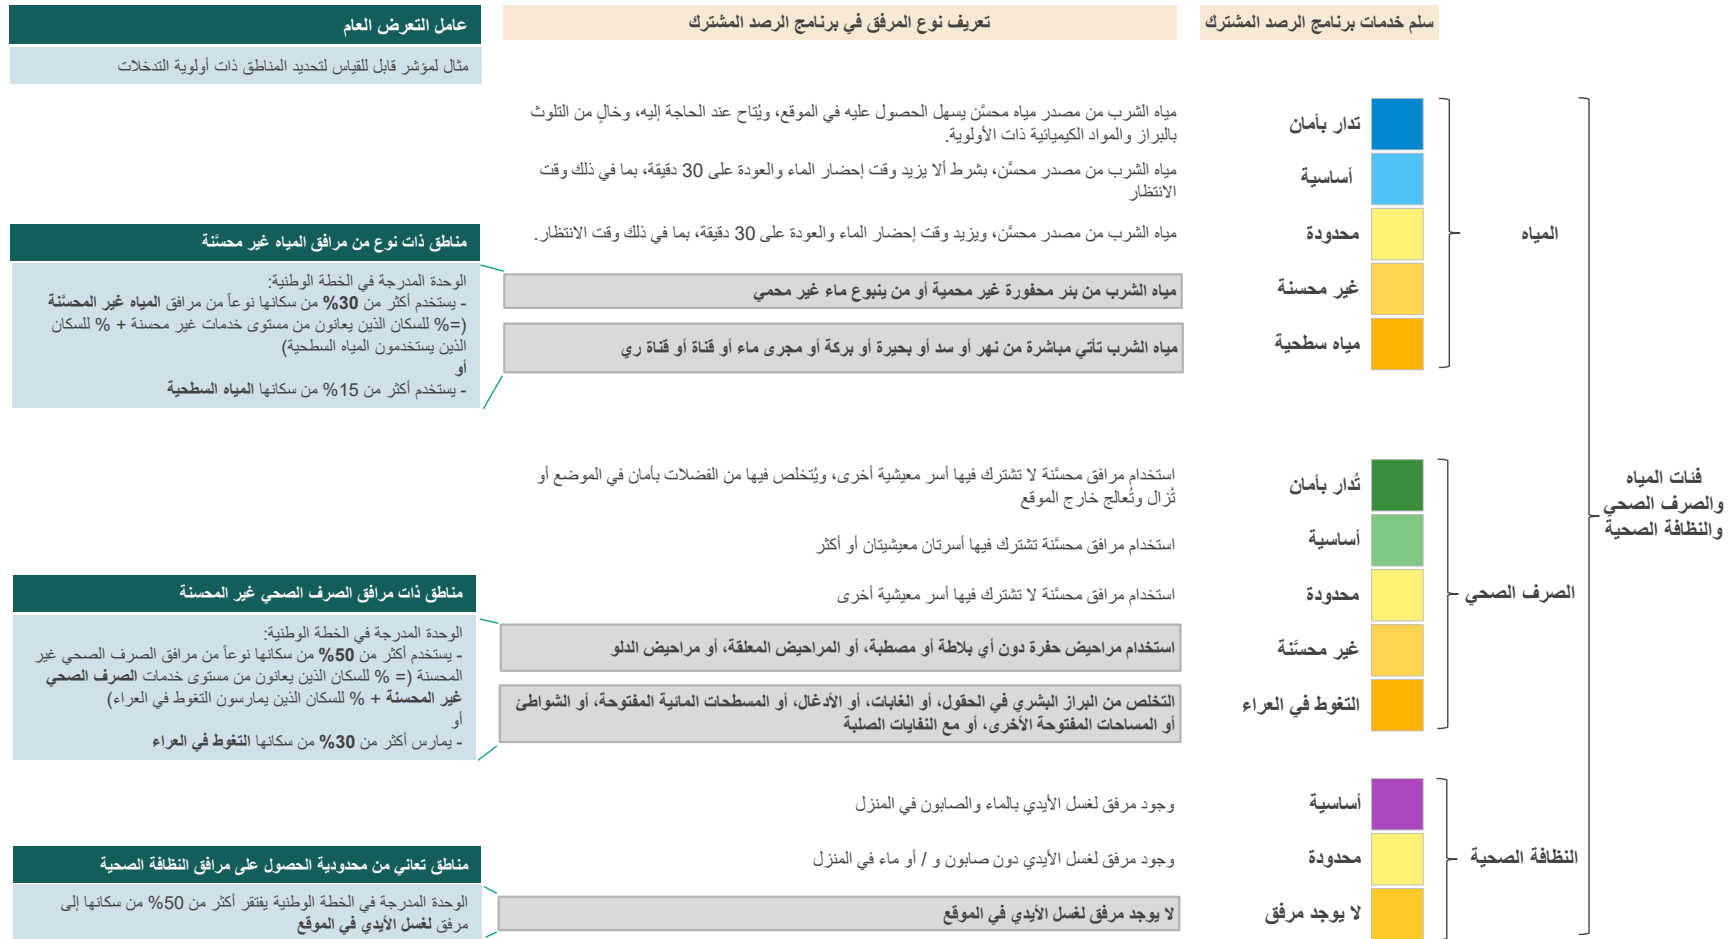 سلم خدمات برنامج الرصد المشترك
تعريف نوع المرفق في برنامج الرصد المشترك
عامل التعرض العام
مثال لمؤشر قابل للقياس لتحديد المناطق ذات أولوية التدخلات
فئات المياه
والصرف الصحي
والنظافة الصحية
المياه
تدار بأمان
مياه الشرب من مصدر مياه محسَّن يسهل الحصول عليه في الموقع، ويُتاح عند الحاجة إليه، وخالٍ من التلوث
بالبراز والمواد الكيميائية ذات الأولوية.
أساسية
مياه الشرب من مصدر محسَّن، بشرط ألا يزيد وقت إحضار الماء والعودة على 30 دقيقة، بما في ذلك وقت
الانتظار
محدودة
مياه الشرب من مصدر محسَّن، ويزيد وقت إحضار الماء والعودة على 30 دقيقة، بما في ذلك وقت الانتظار.
غير محسنة
مياه الشرب من بئر محفورة غير محمية أو من ينبوع ماء غير محمي
مياه سطحية
مياه الشرب تأتي مباشرة من نهر أو سد أو بحيرة أو بركة أو مجرى ماء أو قناة أو قناة ري
مناطق ذات نوع من مرافق المياه غير محسَّنة
الوحدة المدرجة في الخطة الوطنية:
- يستخدم أكثر من 30% من سكانها نوعاً من مرافق المياه غير المحسَّنة
(=% للسكان الذين يعانون من مستوى خدمات غير محسنة + % للسكان
الذين يستخدمون المياه السطحية)
أو
- يستخدم أكثر من 15% من سكانها المياه السطحية
الصرف الصحي
تُدار بأمان
استخدام مرافق محسَّنة لا تشترك فيها أسر معيشية أخرى، ويُتخلص فيها من الفضلات بأمان في الموضع أو
تُزال وتُعالج خارج الموقع
أساسية
استخدام مرافق محسَّنة تشترك فيها أسرتان معيشيتان أو أكثر
محدودة
استخدام مرافق محسَّنة لا تشترك فيها أسر معيشية أخرى
غير محسَّنة
استخدام مراحيض حفرة دون أي بلاطة أو مصطبة، أو المراحيض المعلقة، أو مراحيض الدلو
التغوط في العراء
التخلص من البراز البشري في الحقول، أو الغابات، أو الأدغال، أو المسطحات المائية المفتوحة، أو الشواطئ
أو المساحات المفتوحة الأخرى، أو مع النفايات الصلبة
مناطق ذات مرافق الصرف الصحي غير المحسنة
الوحدة المدرجة في الخطة الوطنية:
- يستخدم أكثر من 50% من سكانها نوعاً من مرافق الصرف الصحي غير
المحسنة (= % للسكان الذين يعانون من مستوى خدمات الصرف الصحي
غير المحسنة + % للسكان الذين يمارسون التغوط في العراء)
أو
- يمارس أكثر من 30% من سكانها التغوط في العراء
النظافة الصحية
أساسية
وجود مرفق لغسل الأيدي بالماء والصابون في المنزل
محدودة
وجود مرفق لغسل الأيدي دون صابون و / أو ماء في المنزل
لا يوجد مرفق
لا يوجد مرفق لغسل الأيدي في الموقع
مناطق تعاني من محدودية الحصول على مرافق النظافة الصحية
الوحدة المدرجة في الخطة الوطنية يفتقر أكثر من 50% من سكانها إلى
مرفق لغسل الأيدي في الموقع